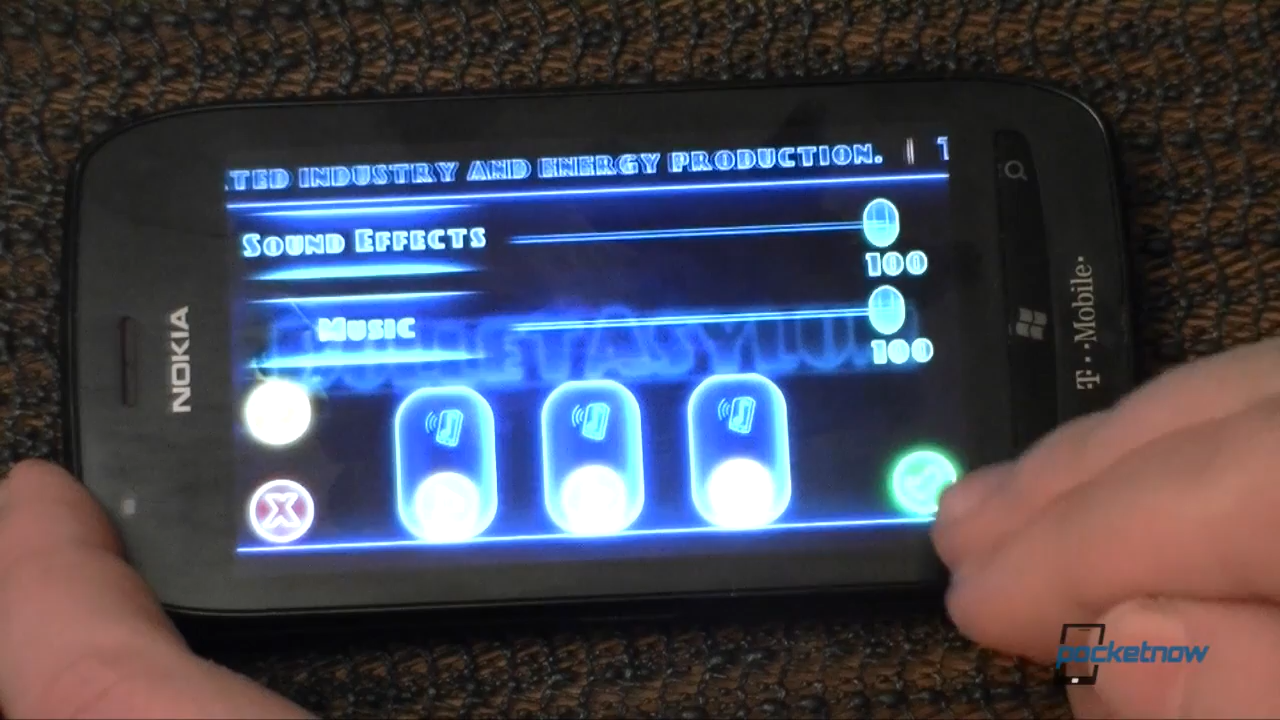 TED INDUSTRY AND ENERGY PRODUCTION. |
SOUND EFFECTS
100
MUSIC
100
X
NOKIA
T··Mobile·
pocketnow